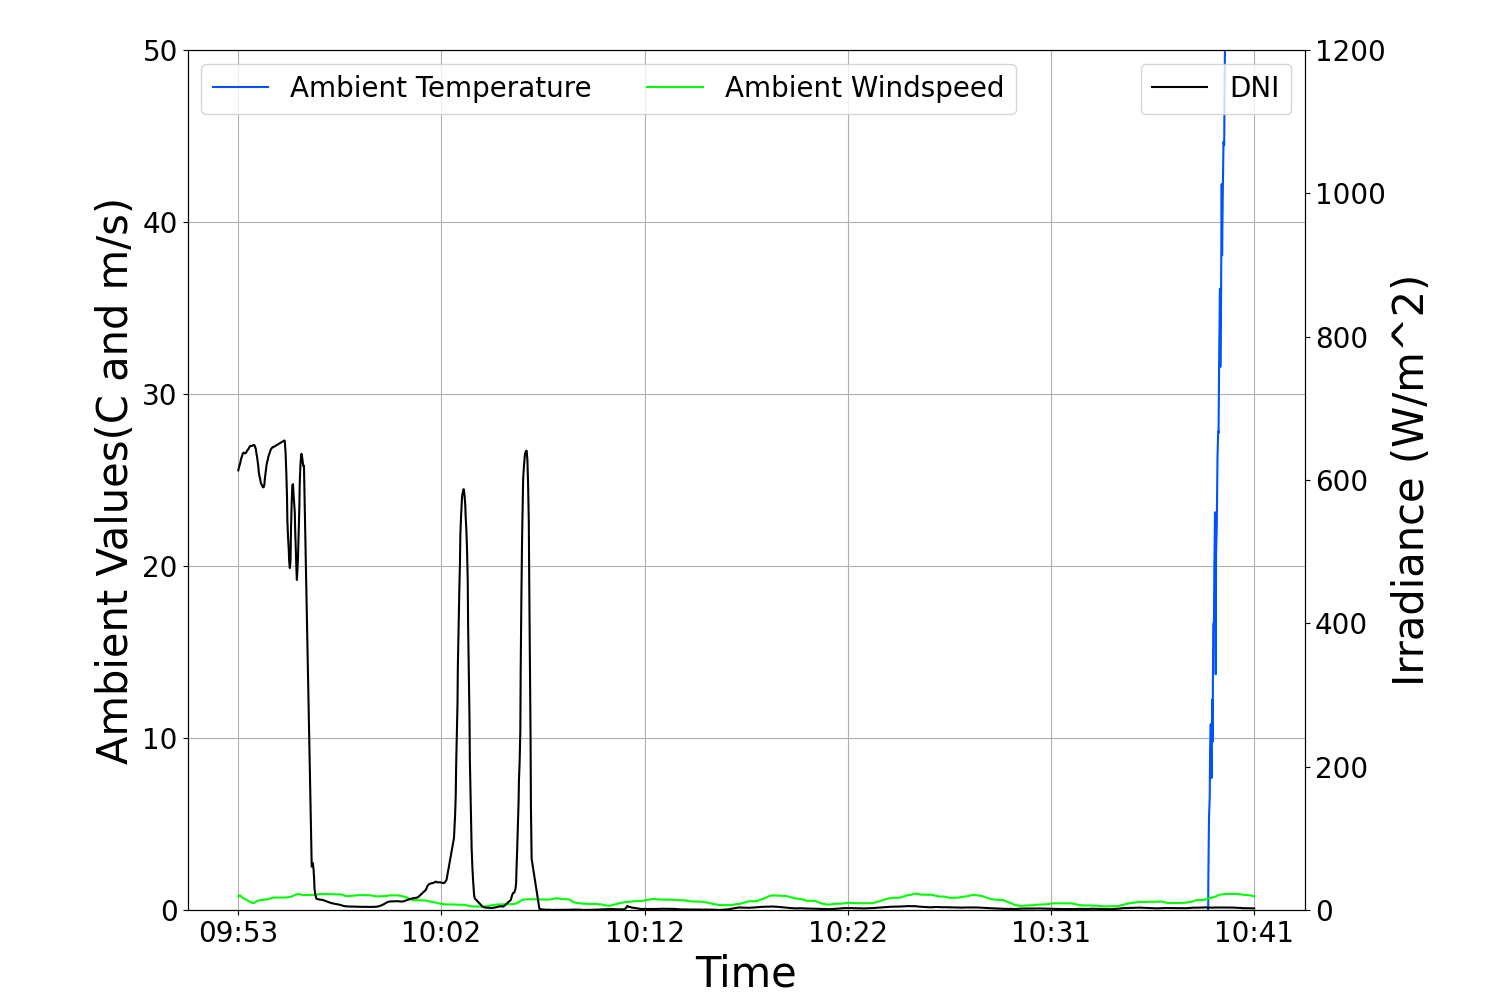 Ambient Temperature
Ambient Windspeed
DNI
Ambient Values(C and m/s)
50
40
30
20
10
0
1200
1000
800
600
400
200
0
Irradiance (W/m^2)
09:53 10:02 10:12 10:22 10:31 10:41
Time